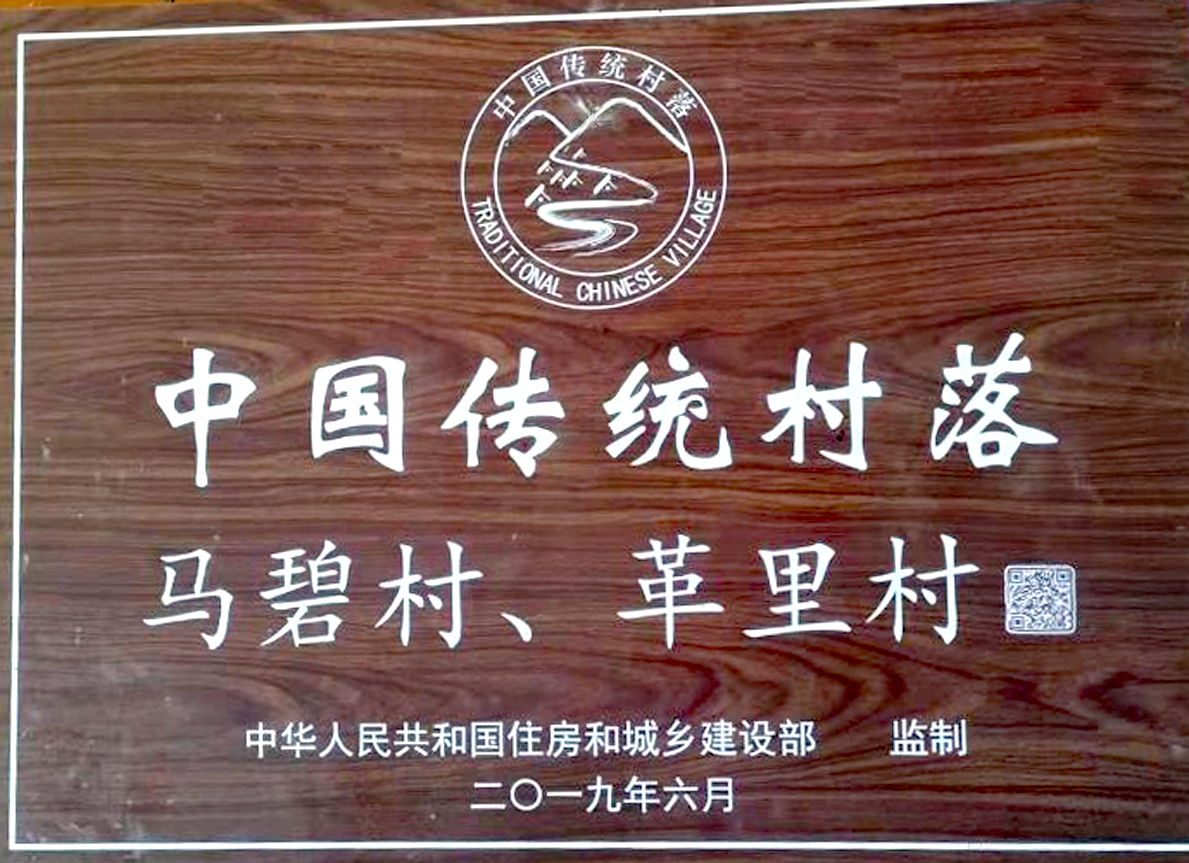 中国传统村落
TRADITIONAL CHINESE VILLAGE
中国传统村落
马碧村、革里村
中华人民共和国住房和城乡建设部 监制
二〇一九年六月